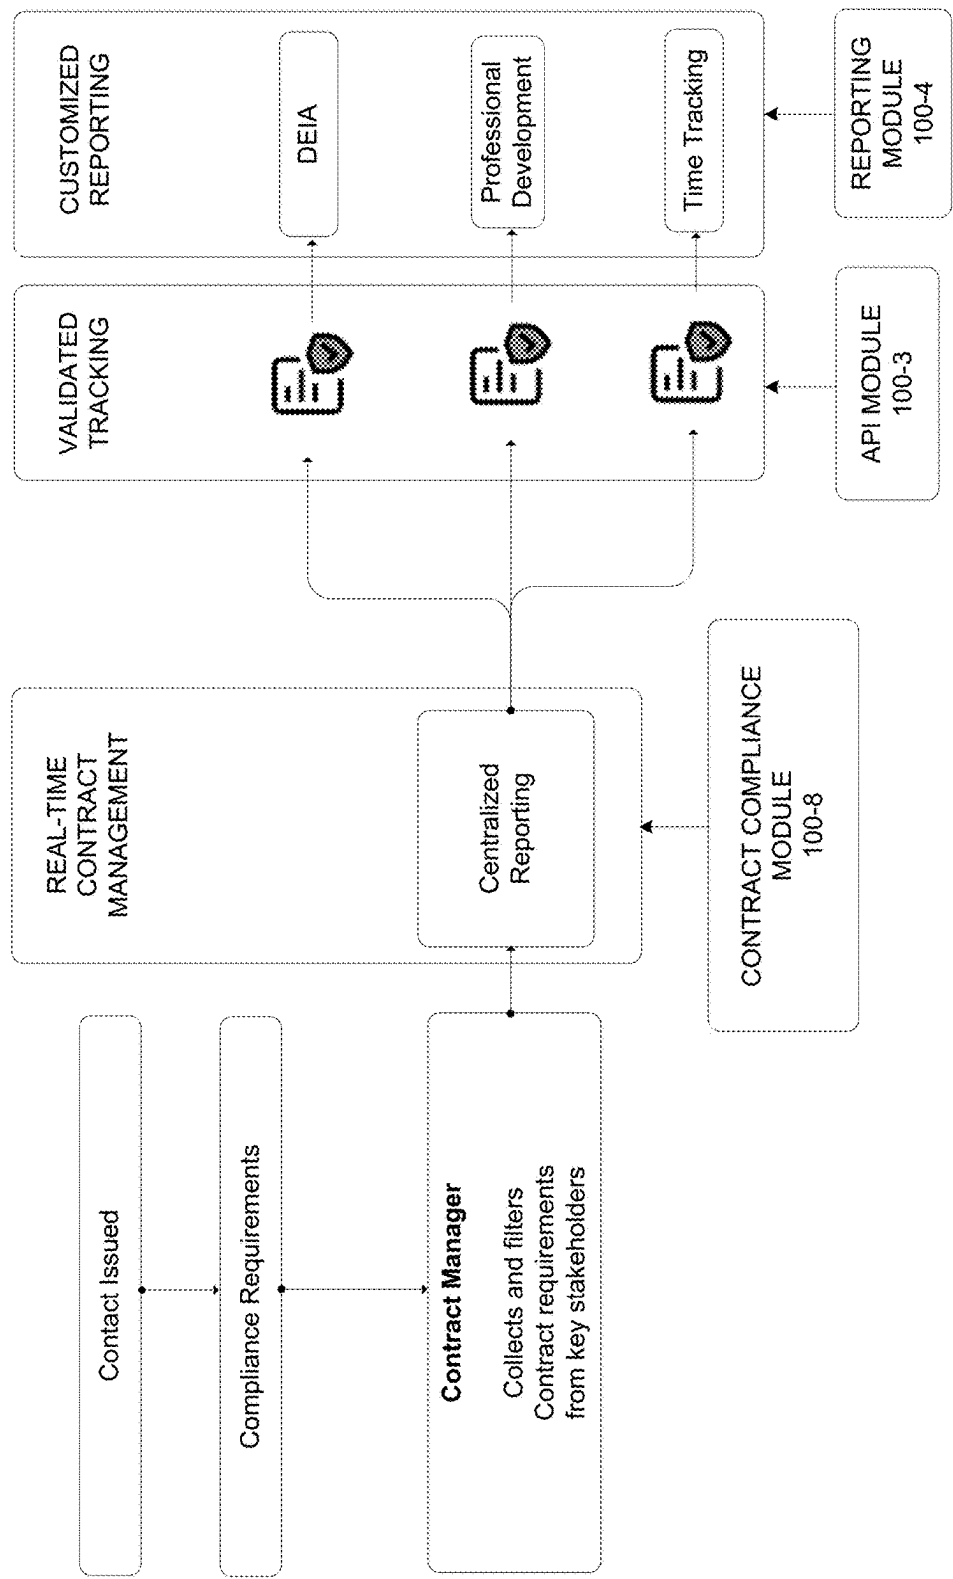 Contact Issued
Compliance Requirements
Contract Manager
Collects and filters
Contract requirements
from key stakeholders
REAL-TIME
CONTRACT
MANAGEMENT
Centralized
Reporting
CONTRACT COMPLIANCE
MODULE
100-8
VALIDATED
TRACKING
API MODULE
100-3
CUSTOMIZED
REPORTING
DEIA
Professional
Development
Time Tracking
REPORTING
MODULE
100-4